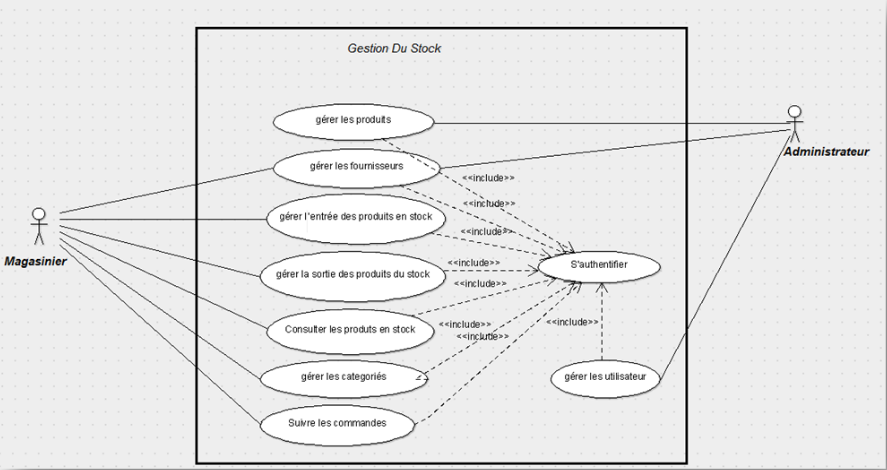 Gestion Du Stock
gérer les produits
Administrateur
gérer les fournisseurs
<<include>>
<<include>>
gérer l'entrée des produits en stock
<<include>>
Magasinier
S'authentifier
<<include>>
gérer la sortie des produits du stock
<<include>>
Consulter les produts en stock
<<include>>
<<include>>
<<include>>
gérer les categoriés
gérer les utilisateur
Suivre les commandes